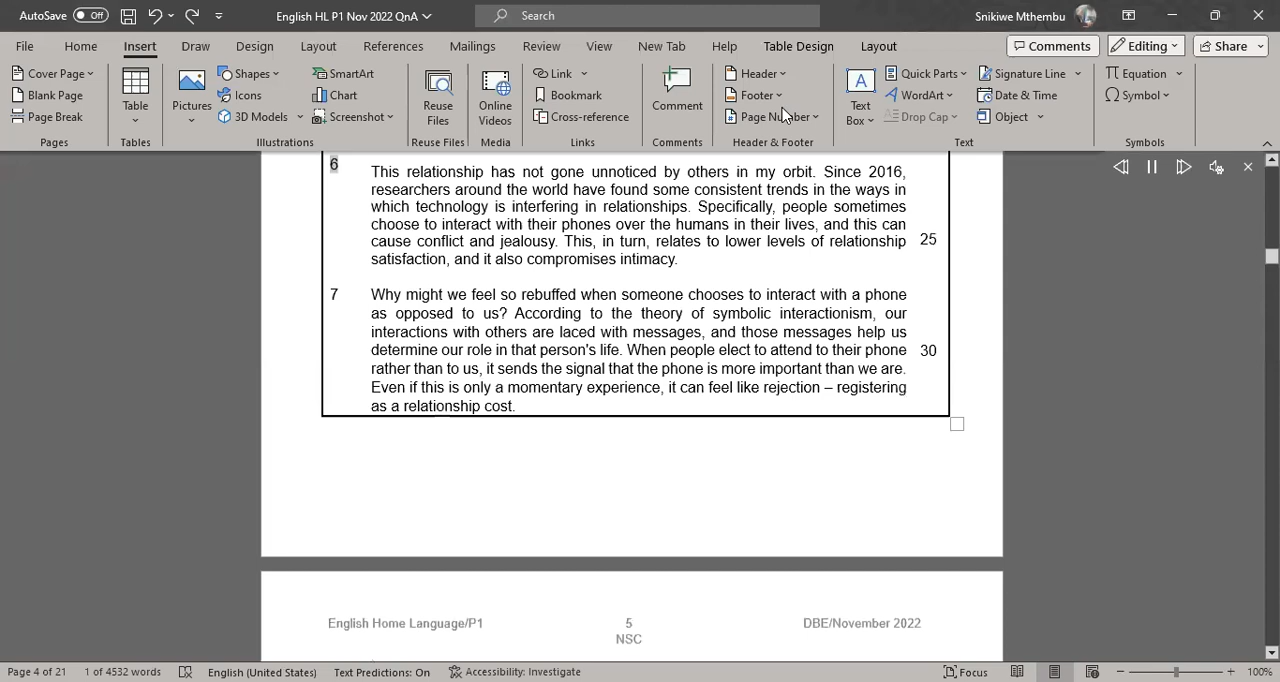 AutoSave Off English HL P1 Nov 2022 QnA Search Snikiwe Mthembu
File Home Insert Draw Design Layout References Mailings Review View New Tab Help Table Design Layout Comments Editing Share
Cover Page
Blank Page
Page Break
Pages
Table
Tables
Pictures
Shapes
Icons
3D Models
SmartArt
Chart
Screenshot
Illustrations
Reuse
Files
Reuse Files
Online
Videos
Media
Link
Bookmark
Cross-reference
Links
Comment
Comments
Header
Footer
Page Number
Header & Footer
Text
Box
Quick Parts
WordArt
Drop Cap
Signature Line
Date & Time
Object
Text
Equation
Symbol
Symbols
6
This relationship has not gone unnoticed by others in my orbit. Since 2016,
researchers around the world have found some consistent trends in the ways in
which technology is interfering in relationships. Specifically, people sometimes
choose to interact with their phones over the humans in their lives, and this can
cause conflict and jealousy. This, in turn, relates to lower levels of relationship 25
satisfaction, and it also compromises intimacy.
7 Why might we feel so rebuffed when someone chooses to interact with a phone
as opposed to us? According to the theory of symbolic interactionism, our
interactions with others are laced with messages, and those messages help us
determine our role in that person's life. When people elect to attend to their phone 30
rather than to us, it sends the signal that the phone is more important than we are.
Even if this is only a momentary experience, it can feel like rejection – registering
as a relationship cost.
English Home Language/P1 5 DBE/November 2022
NSC
Page 4 of 21 1 of 4532 words English (United States) Text Predictions: On Accessibility: Investigate Focus 100%